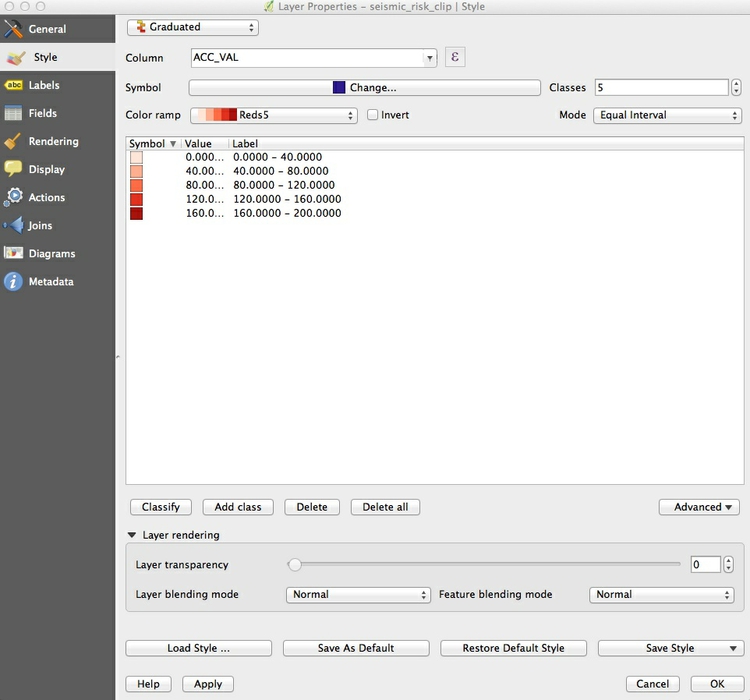 Layer Properties – seismic_risk_clip | Style
General
Style
abc Labels
Fields
Rendering
Display
Actions
Joins
Diagrams
Metadata
Graduated
Column ACC_VAL ε
Symbol Change... Classes 5
Color ramp Reds5 Invert Mode Equal Interval
Symbol Value Label
0.000... 0.0000 – 40.0000
40.00... 40.0000 – 80.0000
80.00... 80.0000 – 120.0000
120.0... 120.0000 – 160.0000
160.0... 160.0000 – 200.0000
Classify Add class Delete Delete all Advanced
Layer rendering
Layer transparency 0
Layer blending mode Normal Feature blending mode Normal
Load Style ... Save As Default Restore Default Style Save Style
Help Apply Cancel OK